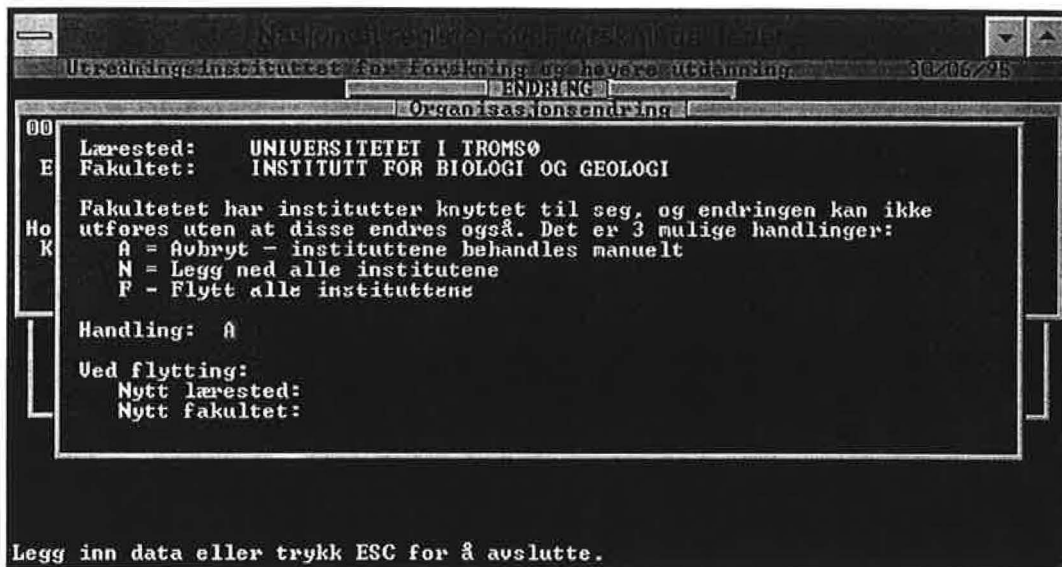 Utredningsinstituttet for forskning og høyere utdanning 30/06/95
ENDRING
Organisasjonsendring
00
Lærested: UNIVERSITETET I TROMSØ
E Fakultet: INSTITUTT FOR BIOLOGI OG GEOLOGI
Fakultetet har institutter knyttet til seg, og endringen kan ikke
Ho utføres uten at disse endres også. Det er 3 mulige handlinger:
K A = Avbryt – instituttene behandles manuelt
N = Legg ned alle institutene
F - Flytt alle instituttene
Handling: A
Ved flytting:
Nytt lærested:
Nytt fakultet:
Legg inn data eller trykk ESC for å avslutte.